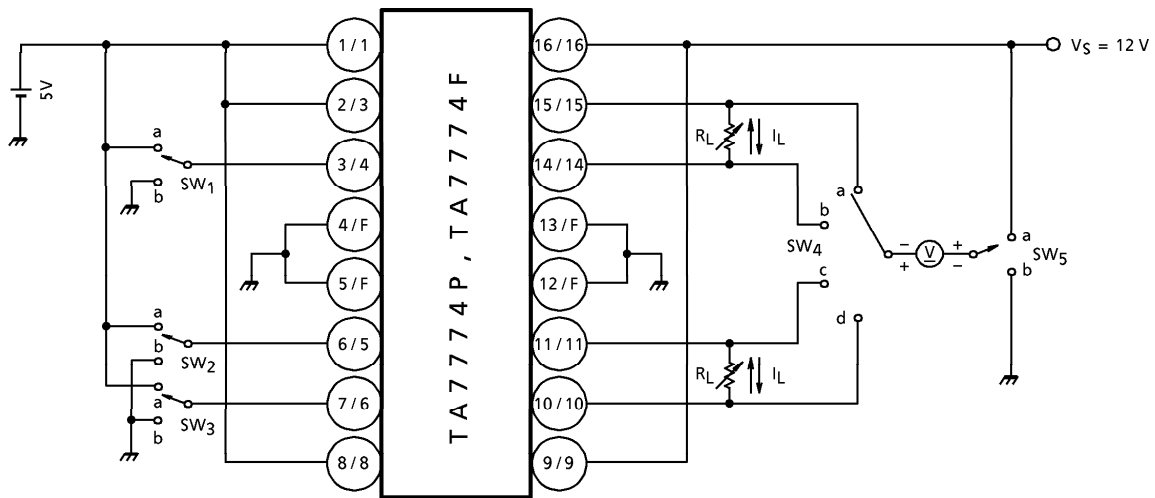 1 / 1
2 / 3
3 / 4
4 / F
5 / F
6 / 5
7 / 6
8 / 8
TA7774P, TA7774F
16 / 16
15 / 15
14 / 14
13 / F
12 / F
11 / 11
10 / 10
9 / 9
5V
a
b
SW1
a
b
SW2
a
b
SW3
VS = 12 V
RL
IL
a
b
SW4
c
d
− V +
+ −
a
b
SW5
RL
IL